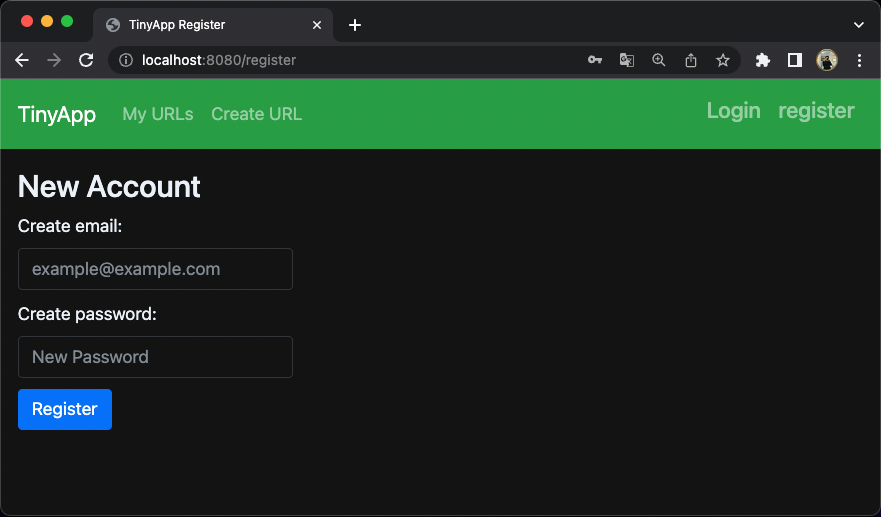 TinyApp Register
localhost:8080/register
TinyApp My URLs Create URL Login register
New Account
Create email:
example@example.com
Create password:
New Password
Register